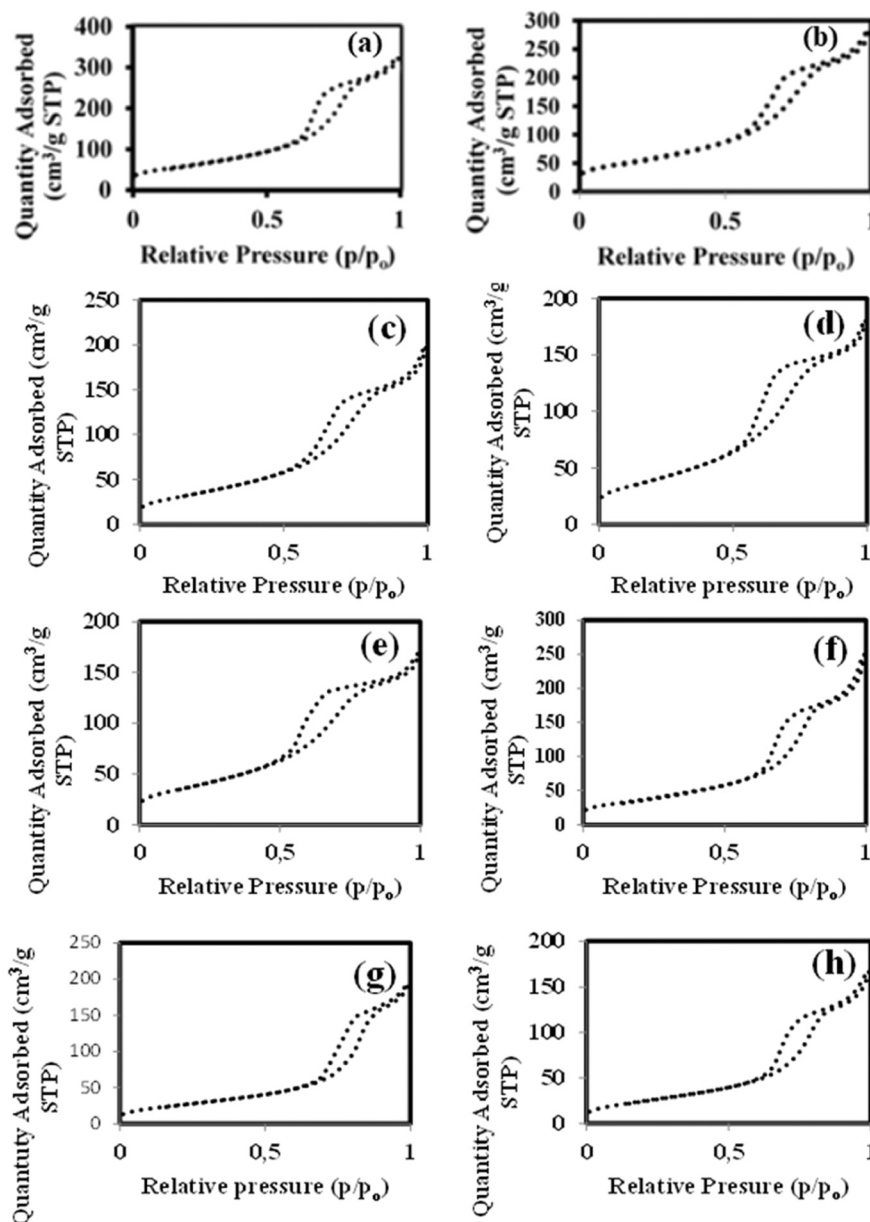 (a)
Quantity Adsorbed
(cm³/g STP)
400
300
200
100
0
0
0.5
1
Relative Pressure (p/pₒ)
(b)
Quantity Adsorbed
(cm³/g STP)
300
250
200
150
100
50
0
0
0.5
1
Relative Pressure (p/pₒ)
(c)
Quantity Adsorbed (cm³/g
STP)
250
200
150
100
50
0
0
0,5
1
Relative Pressure (p/pₒ)
(d)
Quantity Adsorbed (cm³/g
STP)
200
150
100
50
0
0
0,5
1
Relative pressure (p/pₒ)
(e)
Quantity Adsorbed (cm³/g
STP)
200
150
100
50
0
0
0,5
1
Relative Pressure (p/pₒ)
(f)
Quantity Adsorbed (cm³/g
STP)
300
250
200
150
100
50
0
0
0,5
1
Relative Pressure (p/pₒ)
(g)
Quantuty Adsorbed (cm³/g
STP)
250
200
150
100
50
0
0
0,5
1
Relative pressure (p/pₒ)
(h)
Quantity Adsorbed (cm³/g
STP)
200
150
100
50
0
0
0,5
1
Relative Pressure (p/pₒ)